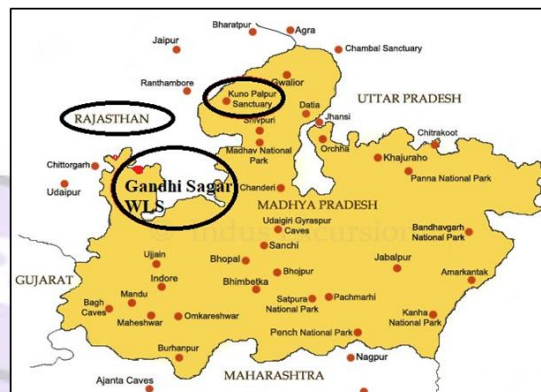 Bharatpur
Agra
Jaipur
Chambal Sanctuary
Gwalior
Ranthambore
Kuno Palpur
Sanctuary
Datia
UTTAR PRADESH
RAJASTHAN
Shivpuri
Jhansi
Madhav National
Park
Orchha
Chitrakoot
Chittorgarh
Khajuraho
Udaipur
Gandhi Sagar
WLS
Chanderi
Panna National Park
MADHYA PRADESH
Udaigiri Gyraspur
Caves
Bandhavgarh
National Park
Sanchi
Ujjain
Bhopal
GUJARAT
Indore
Bhojpur
Jabalpur
Amarkantak
Bhimbetka
Bagh
Caves
Mandu
Satpura
National Park
Pachmarhi
Maheshwar
Omkareshwar
Kanha
National Park
Pench National Park
Burhanpur
Nagpur
Ajanta Caves
MAHARASHTRA